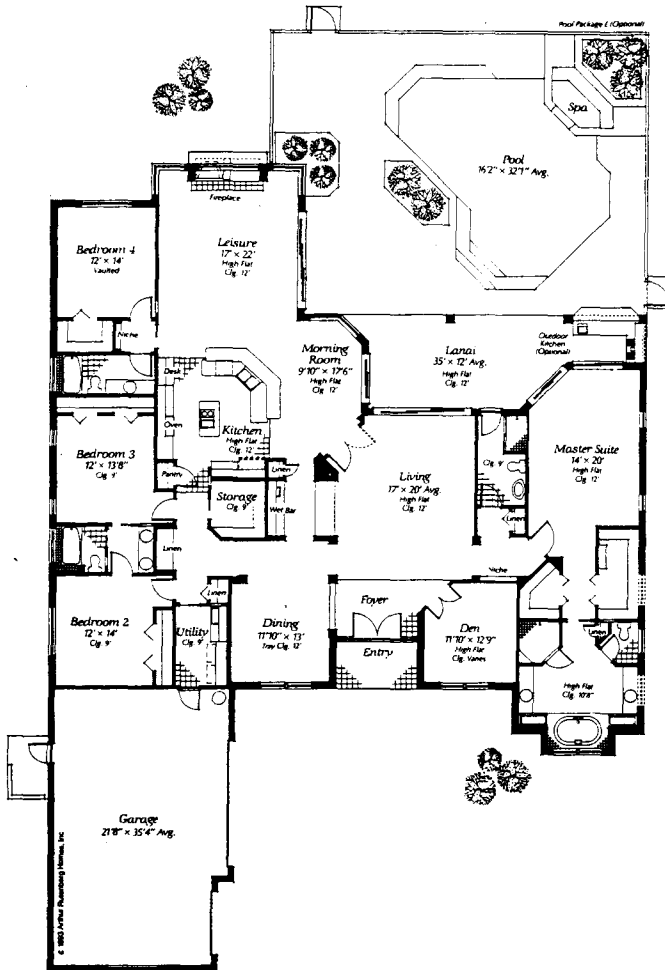 Pool Package E (Optional)
Spa
Pool
16'2" × 32'1" Avg.
Fireplace
Leisure
17' × 22'
High Flat
Clg. 12'
Bedroom 4
12' × 14'
Vaulted
Niche
Morning
Room
9'10" × 17'6"
High Flat
Clg. 12'
Lanai
35' × 12' Avg.
High Flat
Clg. 12'
Outdoor
Kitchen
(Optional)
Desk
Oven
Kitchen
High Flat
Clg. 12'
Pantry
Linen
Bedroom 3
12' × 13'8"
Clg. 9'
Storage
Clg. 9'
Wet Bar
Living
17' × 20' Avg.
High Flat
Clg. 12'
Clg. 9'
Linen
Master Suite
14' × 20'
High Flat
Clg. 12'
Niche
Linen
Linen
Bedroom 2
12' × 14'
Clg. 9'
Utility
Clg. 9'
Dining
11'10" × 13'
Tray Clg. 12'
Foyer
Entry
Den
11'10" × 12'9"
High Flat
Clg. Varies
Linen
High Flat
Clg. 10'8"
Garage
21'8" × 35'4" Avg.
© 1993 Arthur Rutenberg Homes, Inc